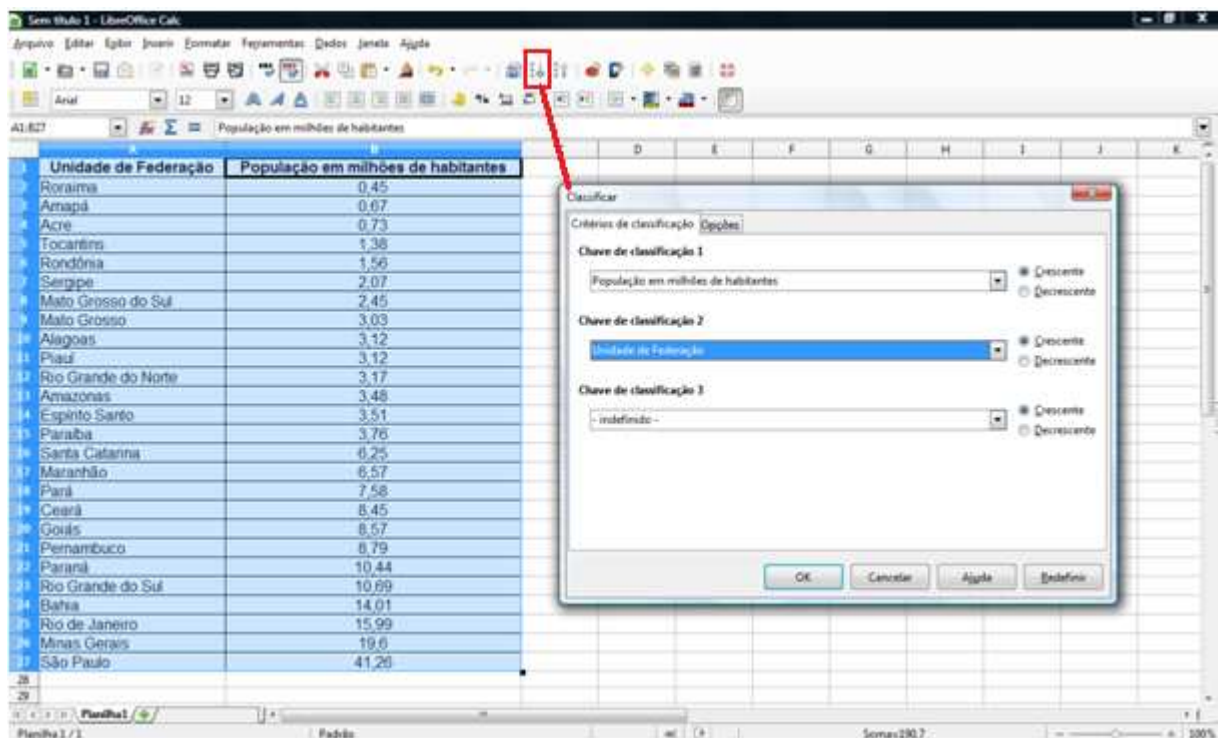 Sem título 1 - LibreOffice Calc
Arquivo Editar Exibir Inserir Formatar Ferramentas Dados Janela Ajuda
Arial 12
A1:B27 População em milhões de habitantes
D E F G H I J K
Unidade de Federação População em milhões de habitantes
Roraima 0,45
Amapá 0,67
Acre 0,73
Tocantins 1,38
Rondônia 1,56
Sergipe 2,07
Mato Grosso do Sul 2,45
Mato Grosso 3,03
Alagoas 3,12
Piauí 3,12
Rio Grande do Norte 3,17
Amazonas 3,48
Espírito Santo 3,51
Paraíba 3,76
Santa Catarina 6,25
Maranhão 6,57
Pará 7,58
Ceará 8,45
Goiás 8,57
Pernambuco 8,79
Paraná 10,44
Rio Grande do Sul 10,69
Bahia 14,01
Rio de Janeiro 15,99
Minas Gerais 19,6
São Paulo 41,26
28
29
Classificar
Critérios de classificação Opções
Chave de classificação 1
População em milhões de habitantes
Crescente
Decrescente
Chave de classificação 2
Unidade de Federação
Crescente
Decrescente
Chave de classificação 3
- indefinido -
Crescente
Decrescente
OK Cancelar Ajuda Redefinir
Planilha1
Planilha 1 / 1 Padrão Soma=190,7 100%